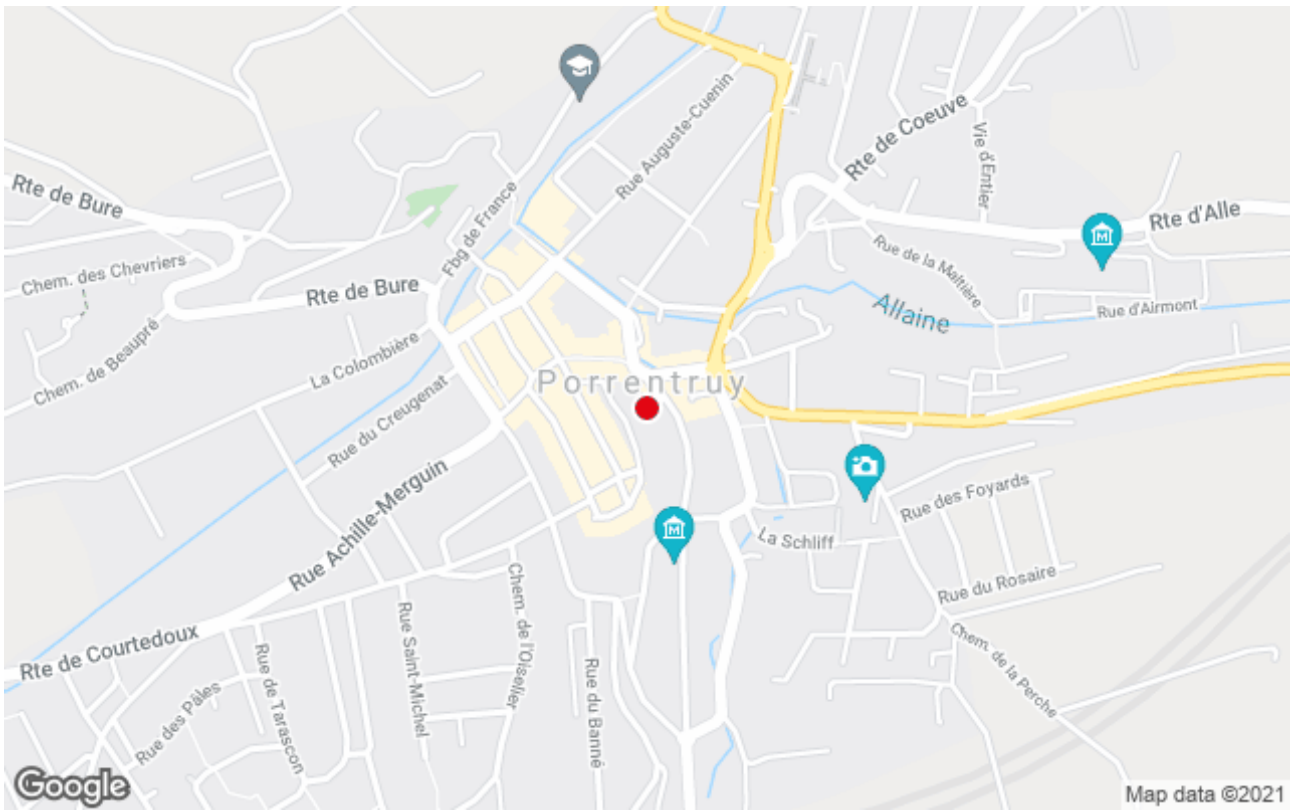 Rue Auguste-Cuenin
Rte de Coeuve
Vie d'Entier
Rte de Bure
Fbg de France
Rte d'Alle
Chem. des Chevriers
Rue de la Maltière
Rte de Bure
Allaine
Rue d'Airmont
Chem. de Beaupré
La Colombière
Porrentruy
Rue du Creugenat
M
Rue Achille-Merguin
Rue des Foyards
M
La Schliff
Rue du Rosaire
Chem. de l'Oiselier
Rte de Courtedoux
Rue Saint-Michel
Rue de Tarascon
Rue des Pâles
Rue du Banné
Chem. de la Perche
Google
Map data ©2021